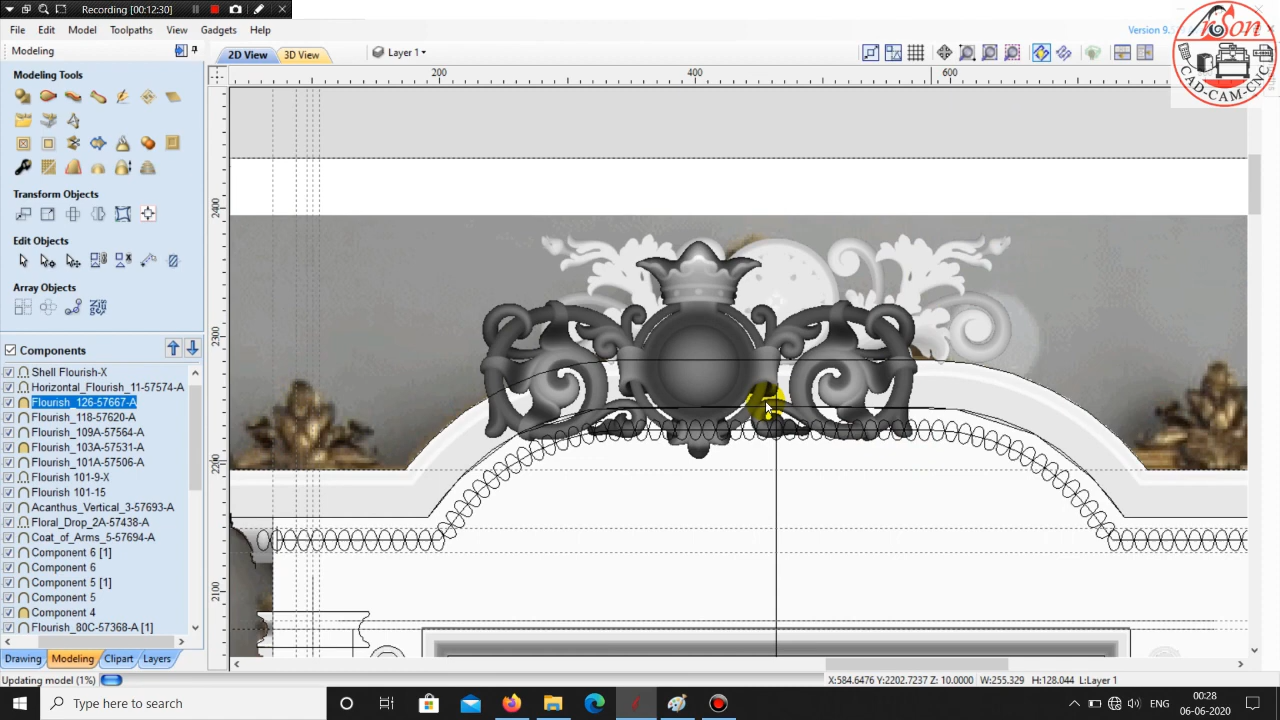 Recording [00:12:30]
File Edit Model Toolpaths View Gadgets Help
Version 9.
Modeling
2D View
3D View
Layer 1
OrSon
CAD-CAM-CNC
Modeling Tools
200
400
600
2400
2300
2200
2100
Transform Objects
Edit Objects
Array Objects
Components
Shell Flourish-X
Horizontal_Flourish_11-57574-A
Flourish_126-57667-A
Flourish_118-57620-A
Flourish_109A-57564-A
Flourish_103A-57531-A
Flourish_101A-57506-A
Flourish 101-9-X
Flourish 101-15
Acanthus_Vertical_3-57693-A
Floral_Drop_2A-57438-A
Coat_of_Arms_5-57694-A
Component 6 [1]
Component 6
Component 5 [1]
Component 5
Component 4
Flourish_80C-57368-A [1]
Drawing Modeling Clipart Layers
Updating model (1%)
X:584.6476 Y:2202.7237 Z: 10.0000 W:255.329 H:128.044 L:Layer 1
Type here to search
ENG
00:28
06-06-2020